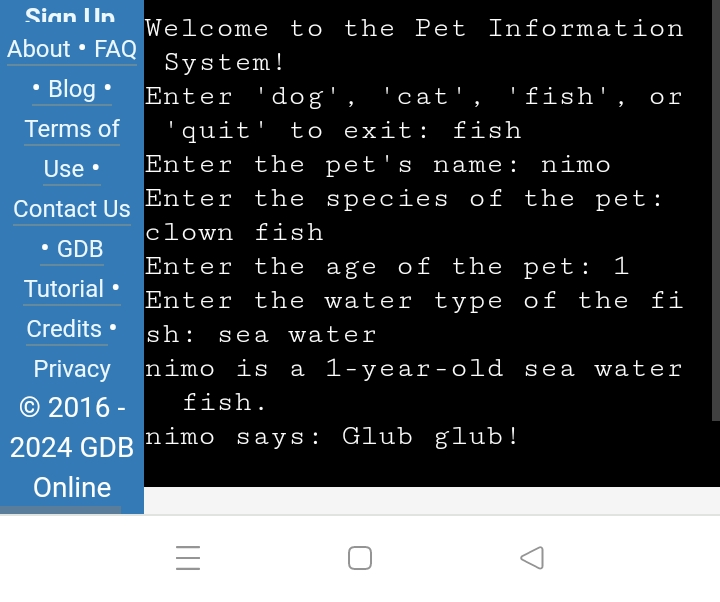 Sign Up
About • FAQ
• Blog •
Terms of
Use •
Contact Us
• GDB
Tutorial •
Credits •
Privacy
© 2016 -
2024 GDB
Online
Welcome to the Pet Information
System!
Enter 'dog', 'cat', 'fish', or
'quit' to exit: fish
Enter the pet's name: nimo
Enter the species of the pet:
clown fish
Enter the age of the pet: 1
Enter the water type of the fi
sh: sea water
nimo is a 1-year-old sea water
fish.
nimo says: Glub glub!